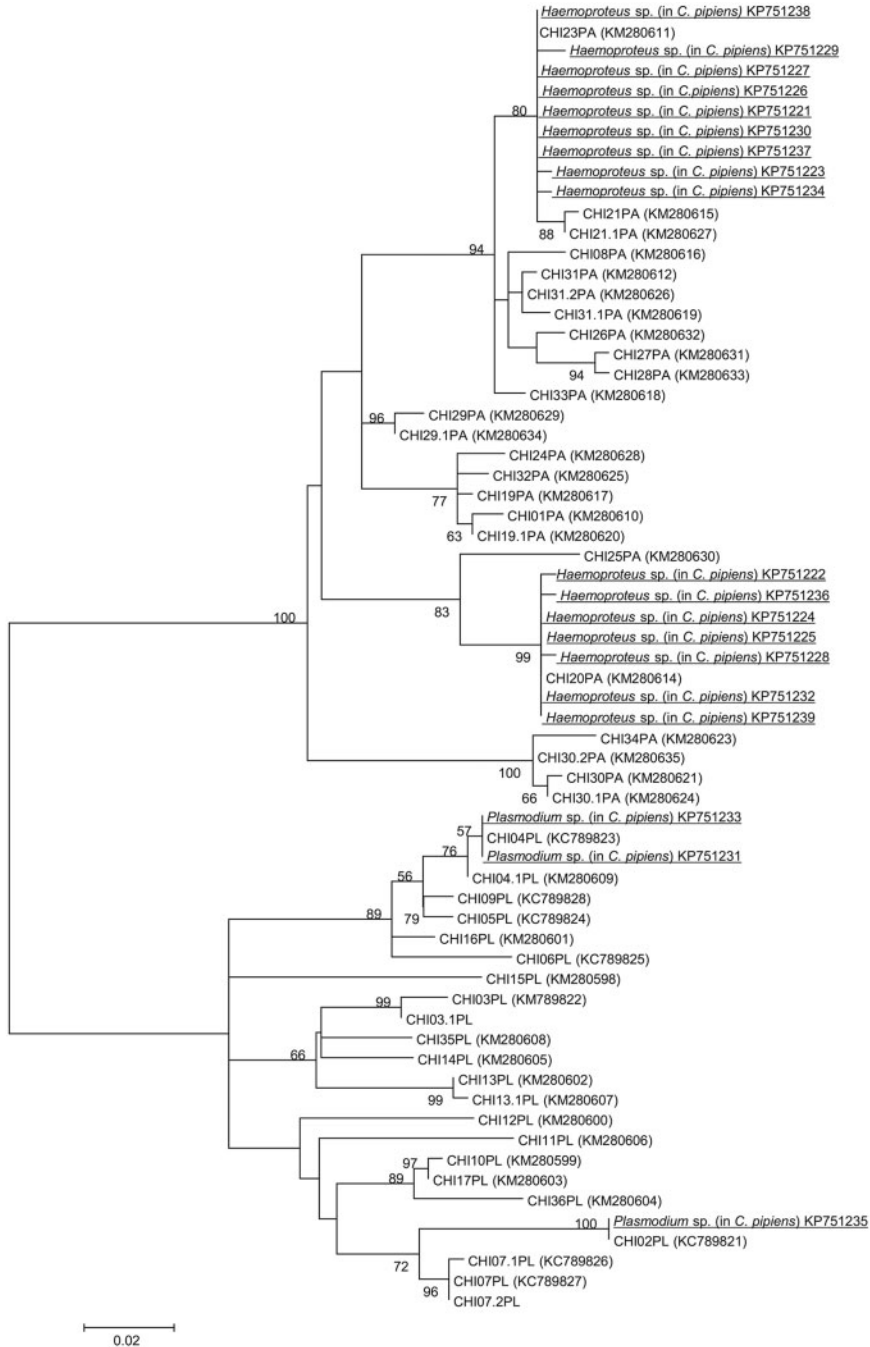 Haemoproteus sp. (in C. pipiens) KP751238
CHI23PA (KM280611)
Haemoproteus sp. (in C. pipiens) KP751229
Haemoproteus sp. (in C. pipiens) KP751227
Haemoproteus sp. (in C.pipiens) KP751226
80
Haemoproteus sp. (in C. pipiens) KP751221
Haemoproteus sp. (in C. pipiens) KP751230
Haemoproteus sp. (in C. pipiens) KP751237
Haemoproteus sp. (in C. pipiens) KP751223
Haemoproteus sp. (in C. pipiens) KP751234
CHI21PA (KM280615)
88
CHI21.1PA (KM280627)
94
CHI08PA (KM280616)
CHI31PA (KM280612)
CHI31.2PA (KM280626)
CHI31.1PA (KM280619)
CHI26PA (KM280632)
CHI27PA (KM280631)
94
CHI28PA (KM280633)
CHI33PA (KM280618)
96
CHI29PA (KM280629)
CHI29.1PA (KM280634)
CHI24PA (KM280628)
CHI32PA (KM280625)
77
CHI19PA (KM280617)
CHI01PA (KM280610)
63
CHI19.1PA (KM280620)
CHI25PA (KM280630)
Haemoproteus sp. (in C. pipiens) KP751222
Haemoproteus sp. (in C. pipiens) KP751236
83
100
Haemoproteus sp. (in C. pipiens) KP751224
Haemoproteus sp. (in C. pipiens) KP751225
99
Haemoproteus sp. (in C. pipiens) KP751228
CHI20PA (KM280614)
Haemoproteus sp. (in C. pipiens) KP751232
Haemoproteus sp. (in C. pipiens) KP751239
CHI34PA (KM280623)
CHI30.2PA (KM280635)
100
CHI30PA (KM280621)
66
CHI30.1PA (KM280624)
Plasmodium sp. (in C. pipiens) KP751233
57
CHI04PL (KC789823)
76
Plasmodium sp. (in C. pipiens) KP751231
56
CHI04.1PL (KM280609)
CHI09PL (KC789828)
89
79
CHI05PL (KC789824)
CHI16PL (KM280601)
CHI06PL (KC789825)
CHI15PL (KM280598)
99
CHI03PL (KM789822)
CHI03.1PL
CHI35PL (KM280608)
66
CHI14PL (KM280605)
CHI13PL (KM280602)
99
CHI13.1PL (KM280607)
CHI12PL (KM280600)
CHI11PL (KM280606)
97
CHI10PL (KM280599)
89
CHI17PL (KM280603)
CHI36PL (KM280604)
100
Plasmodium sp. (in C. pipiens) KP751235
CHI02PL (KC789821)
72
CHI07.1PL (KC789826)
96
CHI07PL (KC789827)
CHI07.2PL
0.02